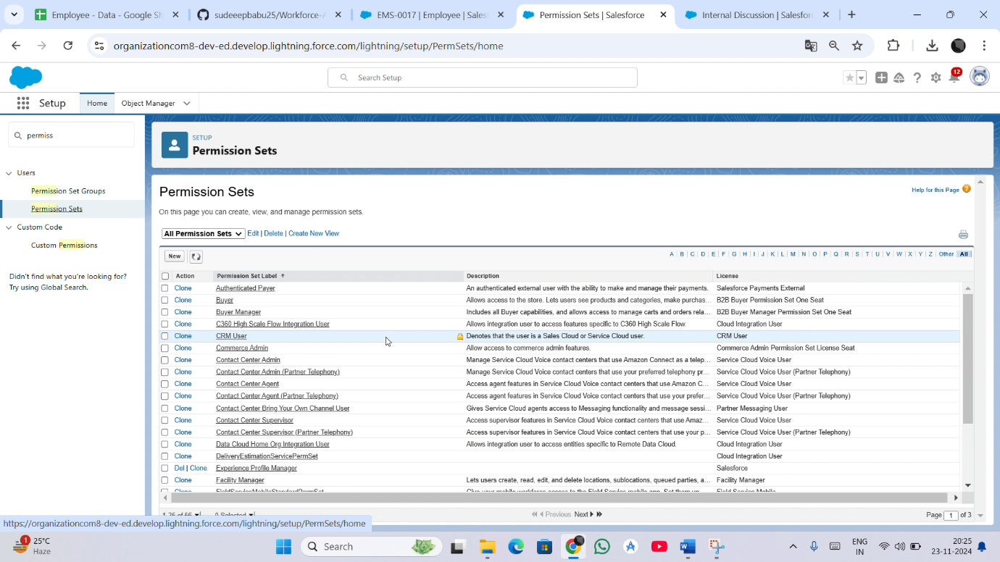 Employee - Data - Google Sh
sudeeepbabu25/Workforce-A
EMS-0017 | Employee | Sales
Permission Sets | Salesforce
Internal Discussion | Salesforc
organizationcom8-dev-ed.develop.lightning.force.com/lightning/setup/PermSets/home
Search Setup
12
Setup
Home
Object Manager
permiss
Users
Permission Set Groups
Permission Sets
Custom Code
Custom Permissions
Didn't find what you're looking for?
Try using Global Search.
SETUP
Permission Sets
Permission Sets
Help for this Page
On this page you can create, view, and manage permission sets.
All Permission Sets Edit | Delete | Create New View
New A | B | C | D | E | F | G | H | I | J | K | L | M | N | O | P | Q | R | S | T | U | V | W | X | Y | Z | Other All
Action Permission Set Label ↑ Description License
Clone Authenticated Payer An authenticated external user with the ability to make and manage their payments. Salesforce Payments External
Clone Buyer Allows access to the store. Lets users see products and categories, make purchas... B2B Buyer Permission Set One Seat
Clone Buyer Manager Includes all Buyer capabilities, and allows access to manage carts and orders rela... B2B Buyer Manager Permission Set One Seat
Clone C360 High Scale Flow Integration User Allows integration user to access features specific to C360 High Scale Flow. Cloud Integration User
Clone CRM User Denotes that the user is a Sales Cloud or Service Cloud user. CRM User
Clone Commerce Admin Allow access to commerce admin features. Commerce Admin Permission Set License Seat
Clone Contact Center Admin Manage Service Cloud Voice contact centers that use Amazon Connect as a telep... Service Cloud Voice User
Clone Contact Center Admin (Partner Telephony) Manage Service Cloud Voice contact centers that use your preferred telephony pr... Service Cloud Voice User (Partner Telephony)
Clone Contact Center Agent Access agent features in Service Cloud Voice contact centers that use Amazon C... Service Cloud Voice User
Clone Contact Center Agent (Partner Telephony) Access agent features in Service Cloud Voice contact centers that use your prefer... Service Cloud Voice User (Partner Telephony)
Clone Contact Center Bring Your Own Channel User Gives Service Cloud agents access to Messaging functionality and message sessi... Partner Messaging User
Clone Contact Center Supervisor Access supervisor features in Service Cloud Voice contact centers that use Amaz... Service Cloud Voice User
Clone Contact Center Supervisor (Partner Telephony) Access supervisor features in Service Cloud Voice contact centers that use your p... Service Cloud Voice User (Partner Telephony)
Clone Data Cloud Home Org Integration User Allows integration user to access entities specific to Remote Data Cloud. Cloud Integration User
Clone DeliveryEstimationServicePermSet Cloud Integration User
Del | Clone Experience Profile Manager Salesforce
Clone Facility Manager Lets users create, read, edit, and delete locations, sublocations, queued parties, a... Facility Manager
Previous Next Page 1 of 3
https://organizationcom8-dev-ed.develop.lightning.force.com/lightning/setup/PermSets/home
1
25°C
Haze
Search
ENG
IN
20:25
23-11-2024